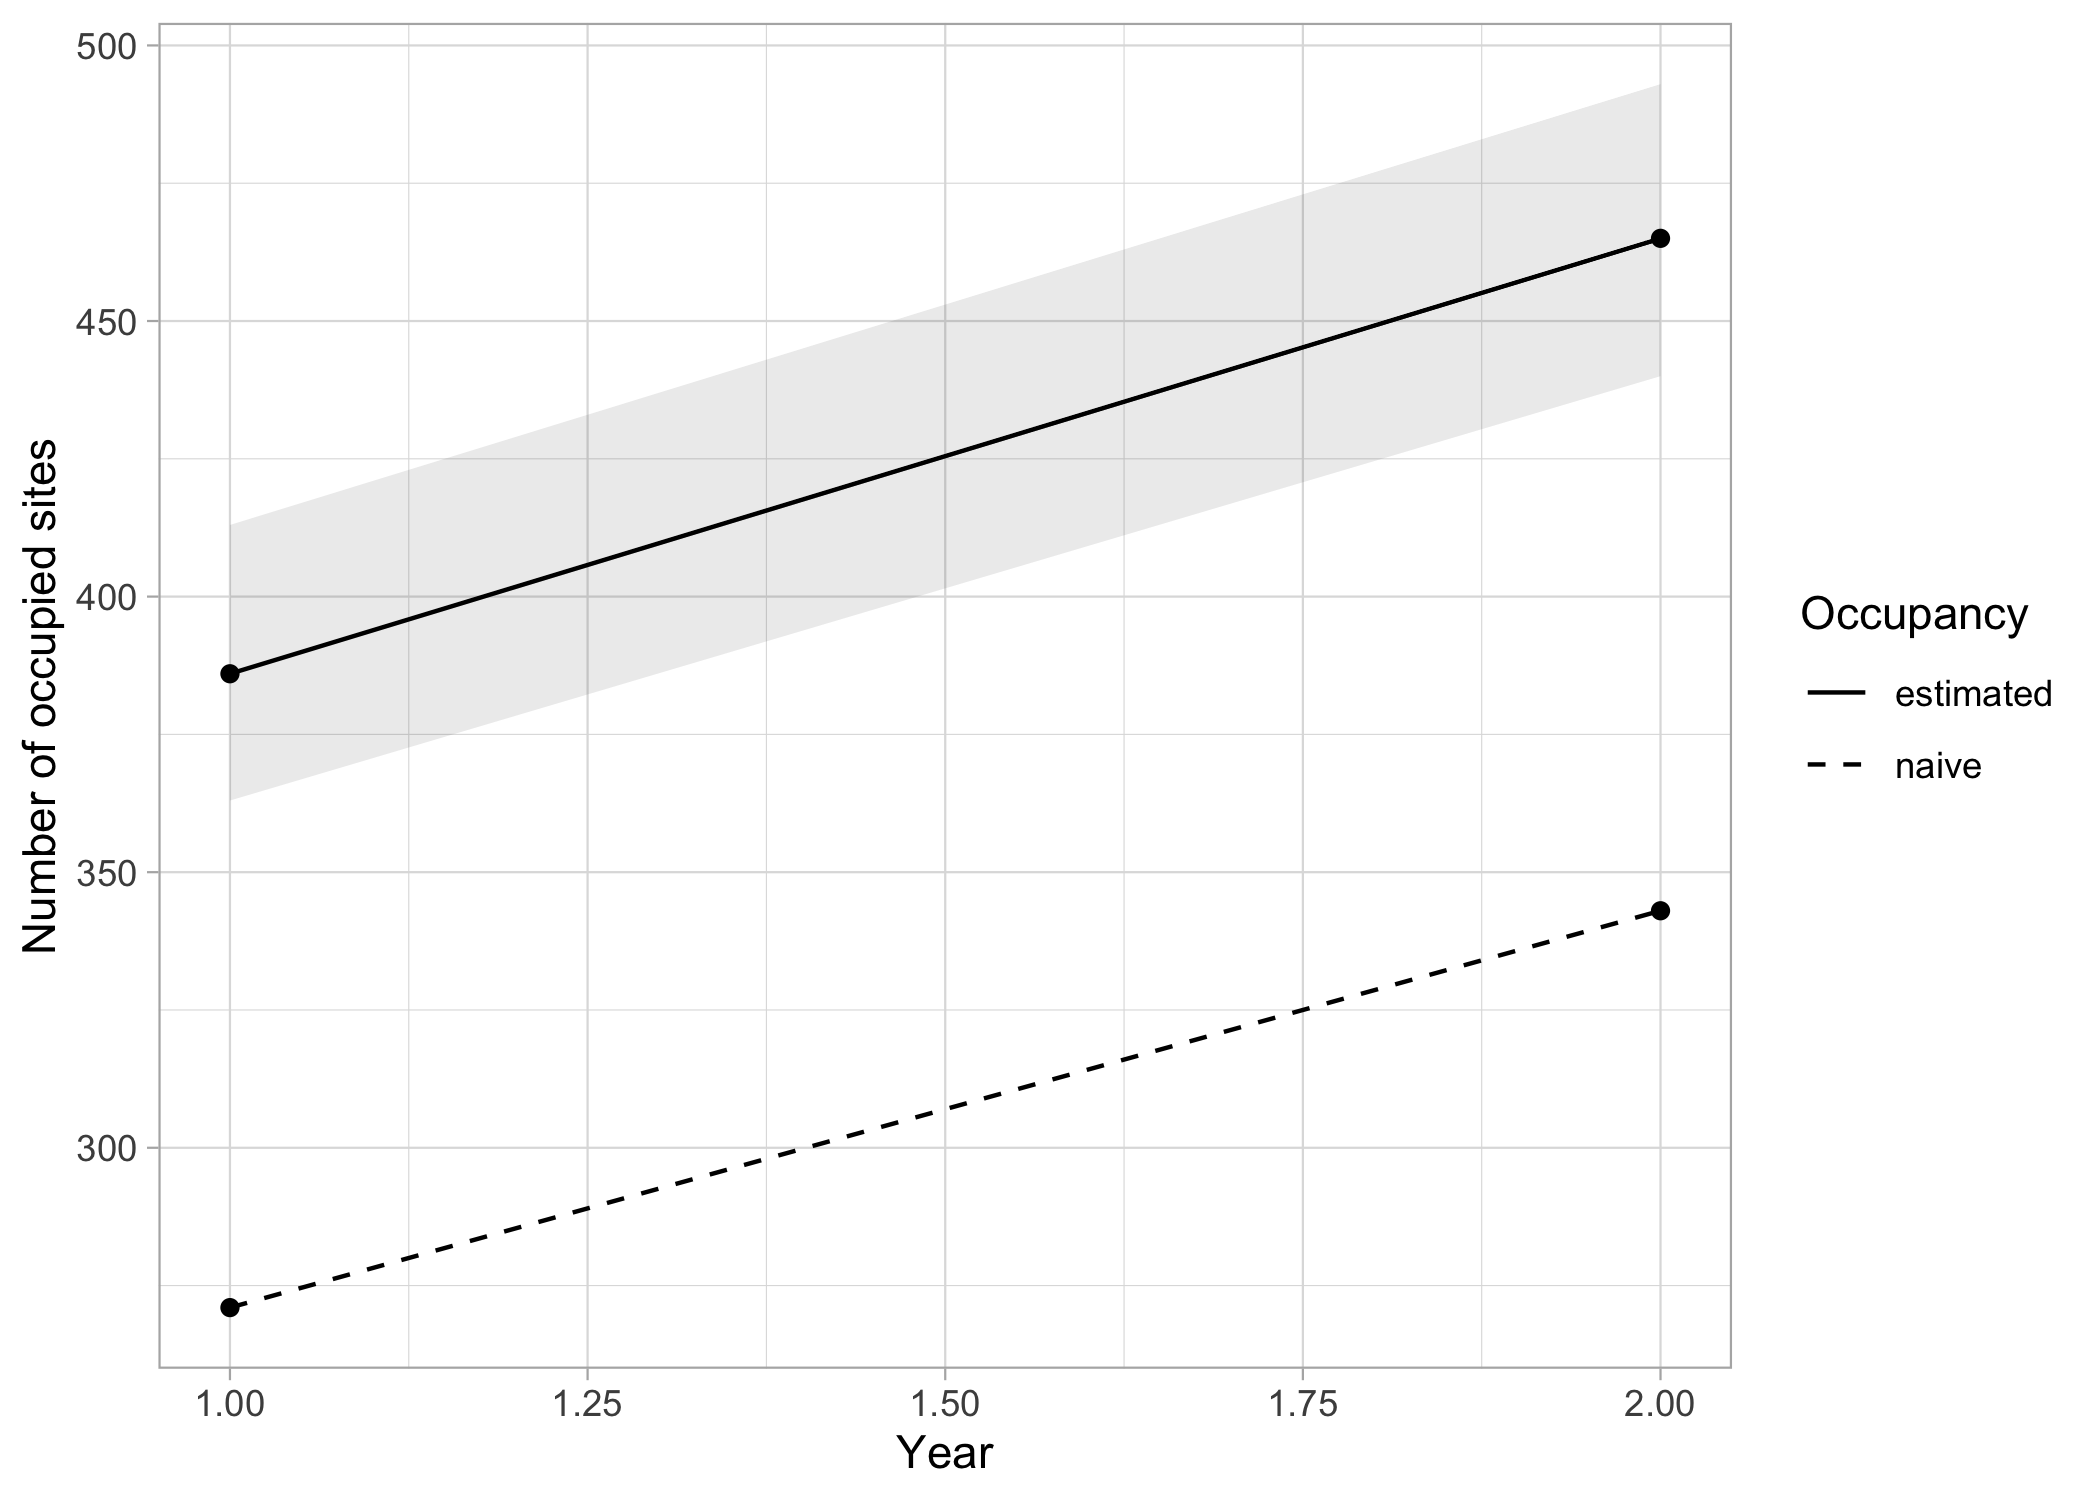 500
450
400
350
300
Number of occupied sites
1.00 1.25 1.50 1.75 2.00
Year
Occupancy
estimated
naive